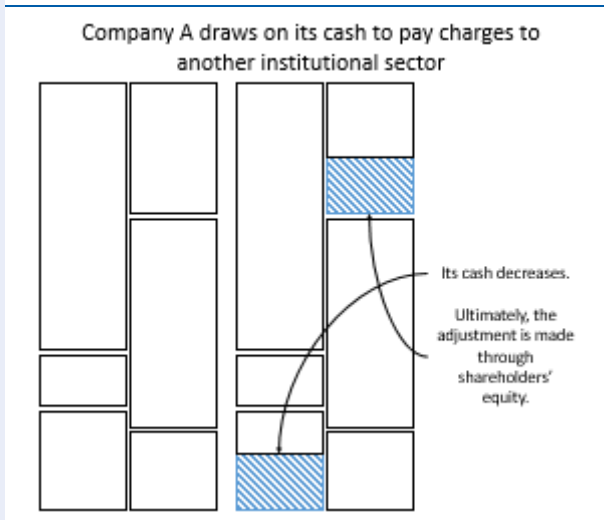 Company A draws on its cash to pay charges to
another institutional sector
Its cash decreases.
Ultimately, the
adjustment is made
through
shareholders'
equity.